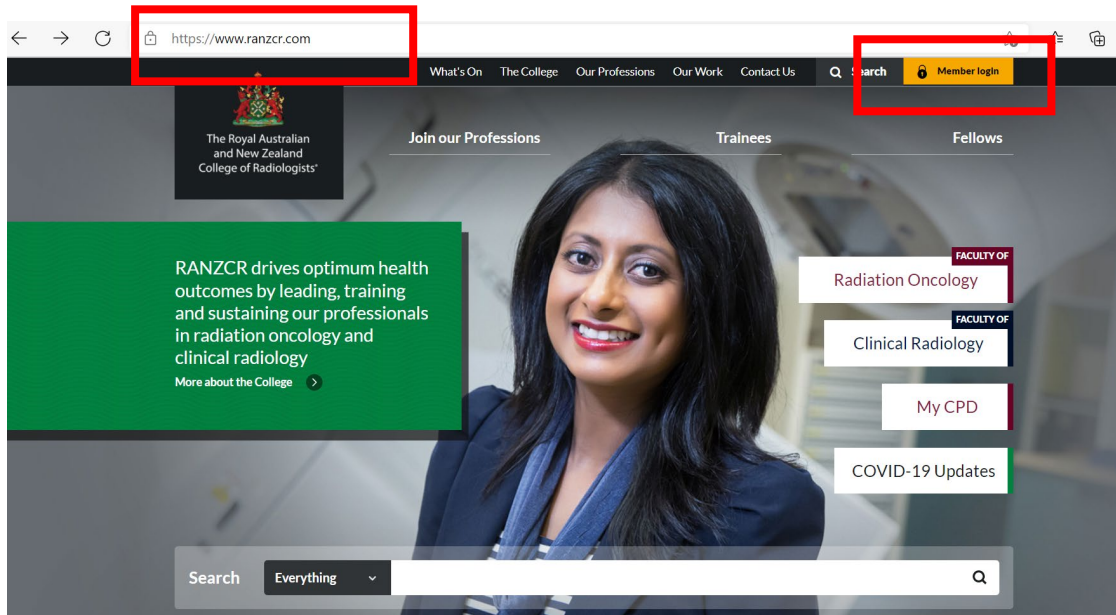 https://www.ranzcr.com
What's On The College Our Professions Our Work Contact Us Search Member login
The Royal Australian
and New Zealand
College of Radiologists®
Join our Professions Trainees Fellows
RANZCR drives optimum health
outcomes by leading, training
and sustaining our professionals
in radiation oncology and
clinical radiology
More about the College
FACULTY OF
Radiation Oncology
FACULTY OF
Clinical Radiology
My CPD
COVID-19 Updates
Search Everything